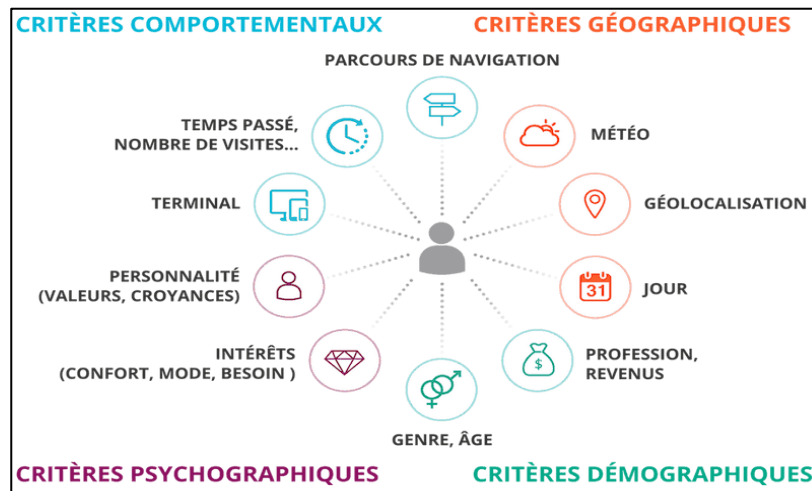 CRITÈRES COMPORTEMENTAUX
CRITÈRES GÉOGRAPHIQUES
PARCOURS DE NAVIGATION
TEMPS PASSÉ,
NOMBRE DE VISITES...
MÉTÉO
TERMINAL
GÉOLOCALISATION
PERSONNALITÉ
(VALEURS, CROYANCES)
31
JOUR
INTÉRÊTS
(CONFORT, MODE, BESOIN )
$
PROFESSION,
REVENUS
GENRE, ÂGE
CRITÈRES PSYCHOGRAPHIQUES
CRITÈRES DÉMOGRAPHIQUES